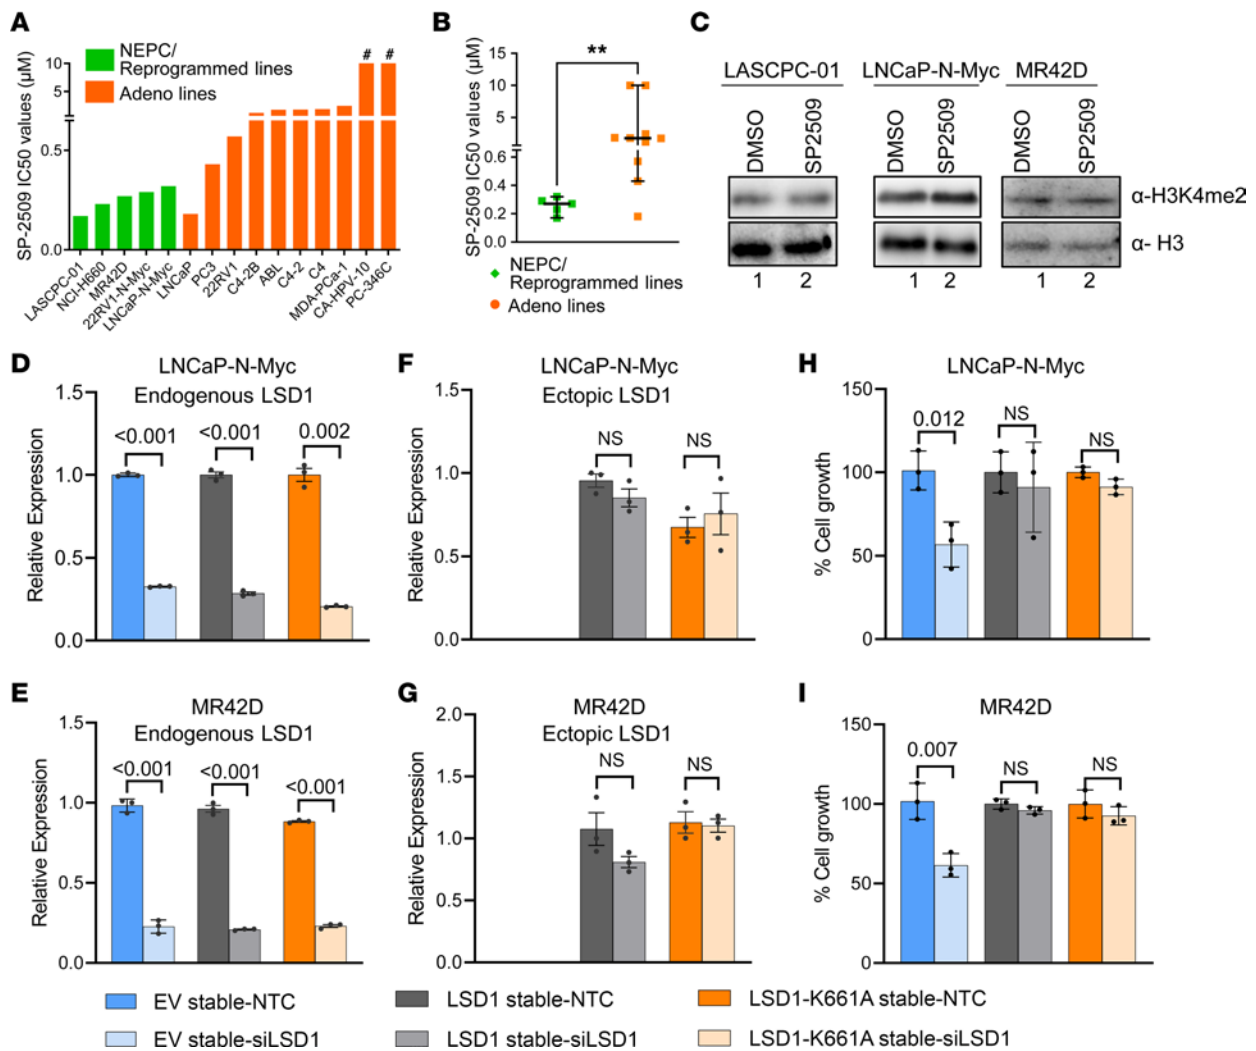 A
SP-2509 IC50 values (μM)
NEPC/
Reprogrammed lines
Adeno lines
# #
10
5
0.5
0.0
LASCPC-01
NCI-H660
MR42D
22RV1-N-Myc
LNCaP-N-Myc
LNCaP
PC3
22RV1
C4-2B
ABL
C4-2
C4
MDA-PCa-1
CA-HPV-10
PC-346C
B
SP-2509 IC50 values (μM)
**
15
10
5
0.6
0.4
0.2
0.0
NEPC/
Reprogrammed lines
Adeno lines
C
LASCPC-01 LNCaP-N-Myc MR42D
DMSO SP2509 DMSO SP2509 DMSO SP2509
α-H3K4me2
α- H3
1 2 1 2 1 2
D
LNCaP-N-Myc
Endogenous LSD1
Relative Expression
1.5
1.0
0.5
0.0
<0.001 <0.001 0.002
F
LNCaP-N-Myc
Ectopic LSD1
Relative Expression
1.5
1.0
0.5
0.0
NS NS
H
LNCaP-N-Myc
% Cell growth
150
100
50
0
0.012 NS NS
E
MR42D
Endogenous LSD1
Relative Expression
1.5
1.0
0.5
0.0
<0.001 <0.001 <0.001
G
MR42D
Ectopic LSD1
Relative Expression
2.0
1.5
1.0
0.5
0.0
NS NS
I
MR42D
% Cell growth
150
100
50
0
0.007 NS NS
EV stable-NTC LSD1 stable-NTC LSD1-K661A stable-NTC
EV stable-siLSD1 LSD1 stable-siLSD1 LSD1-K661A stable-siLSD1